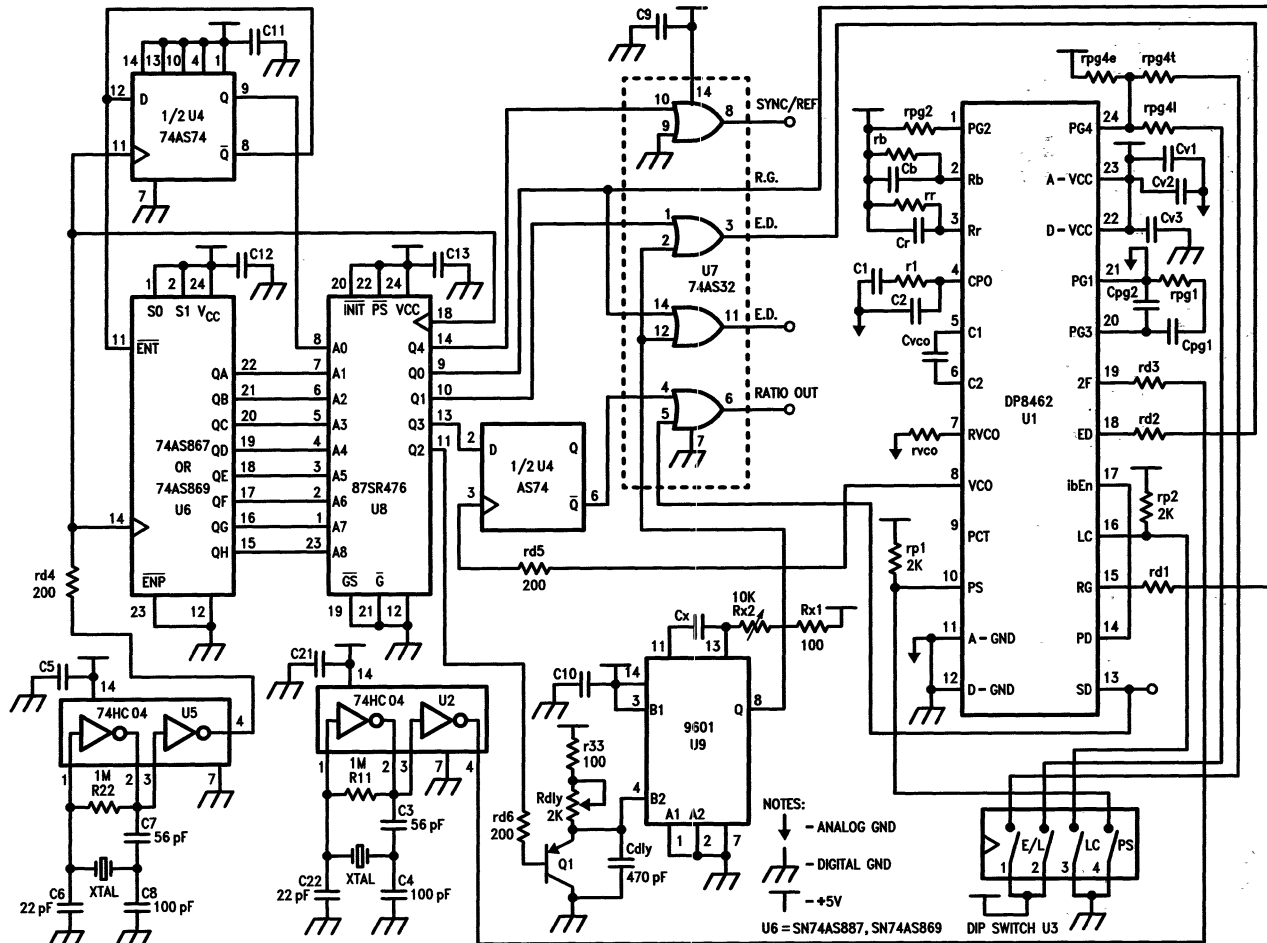 C11
14 13 10 4 1
12 D Q 9
1/2 U4
74AS74
Q 8
11
7
C12
1 2 24
S0 S1 VCC
11 ENT
QA 22
QB 21
QC 20
QD 19
QE 18
QF 17
QG 16
QH 15
74AS867
OR
74AS869
U6
14
ENP
23 12
rd4
200
C13
20 22 24
INIT PS VCC
18
8 A0 Q4 14
7 A1 Q0 9
6 A2 Q1 10
5 A3 Q3 13
4 A4 Q2 11
3 A5
2 A6
1 A7
23 A8
87SR476
U8
GS G
19 21 12
2 D Q
1/2 U4
AS74
3
Q 6
rd5
200
C9
14
10
9
8 SYNC/REF
R.G.
1
2
3 E.D.
U7
74AS32
14
12
11 E.D.
4
5
6 RATIO OUT
7
rpg4e rpg4t
rpg2 1 PG2
rb
Cb 2 Rb
rr
Cr 3 Rr
C1 r1 4 CPO
C2
5 C1
Cvco
6 C2
7 RVCO
rvco
8 VCO
9 PCT
rp1
2K
10 PS
11 A-GND
12 D-GND
DP8462
U1
24 PG4 rpg4l
23 A-VCC Cv1
Cv2
22 D-VCC Cv3
21 PG1
Cpg2 rpg1
20 PG3
Cpg1
19 2F rd3
18 ED rd2
17 ibEn
rp2
2K
16 LC
15 RG rd1
14 PD
13 SD
C5
14
74HC04 U5
4
1 2 3 7
1M
R22
C7
56 pF
XTAL
C6
22 pF
C8
100 pF
C21
14
74HC04 U2
1 2 3 7 4
1M
R11
C3
56 pF
XTAL
C22
22 pF
C4
100 pF
rd6
200
Q1
r33
100
Rdly
2K
Cdly
470 pF
C10
Cx
10K
Rx2
Rx1
100
11 13
14
3 B1
Q 8
9601
U9
4 B2
A1 A2
1 2 7
NOTES:
- ANALOG GND
- DIGITAL GND
- +5V
U6 = SN74AS887, SN74AS869
E/L LC PS
1 2 3 4
DIP SWITCH U3